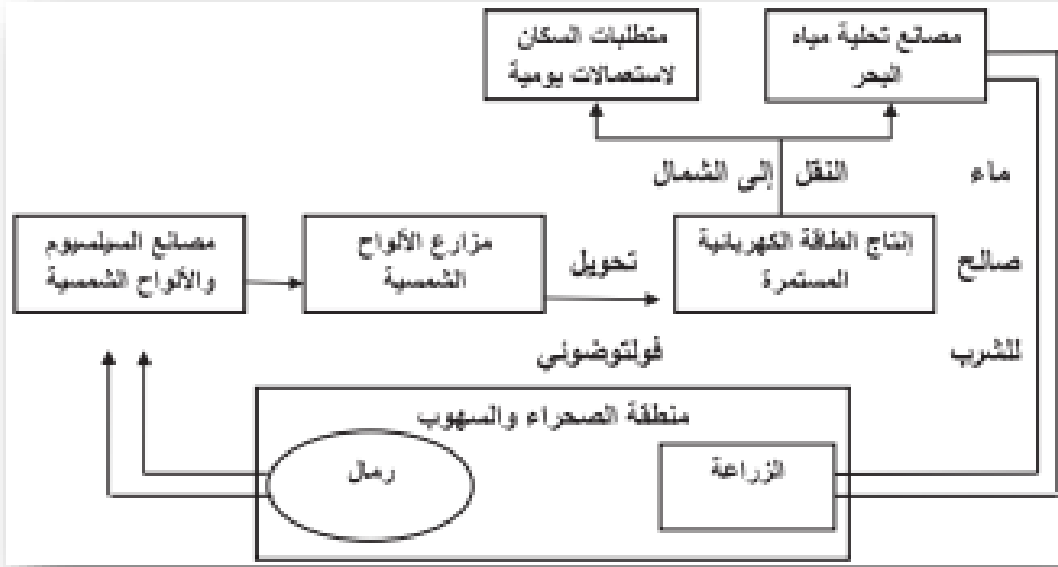 متطلبات السكان
لاستعمالات يومية
مصانع تحلية مياه
البحر
النقل إلى الشمال
ماء
صالح
للشرب
مصانع السيلسيوم
والألواح الشمسية
مزارع الألواح
الشمسية
تحويل
فولتوضوئي
إنتاج الطاقة الكهربائية
المستمرة
منطقة الصحراء والسهوب
رمال
الزراعة